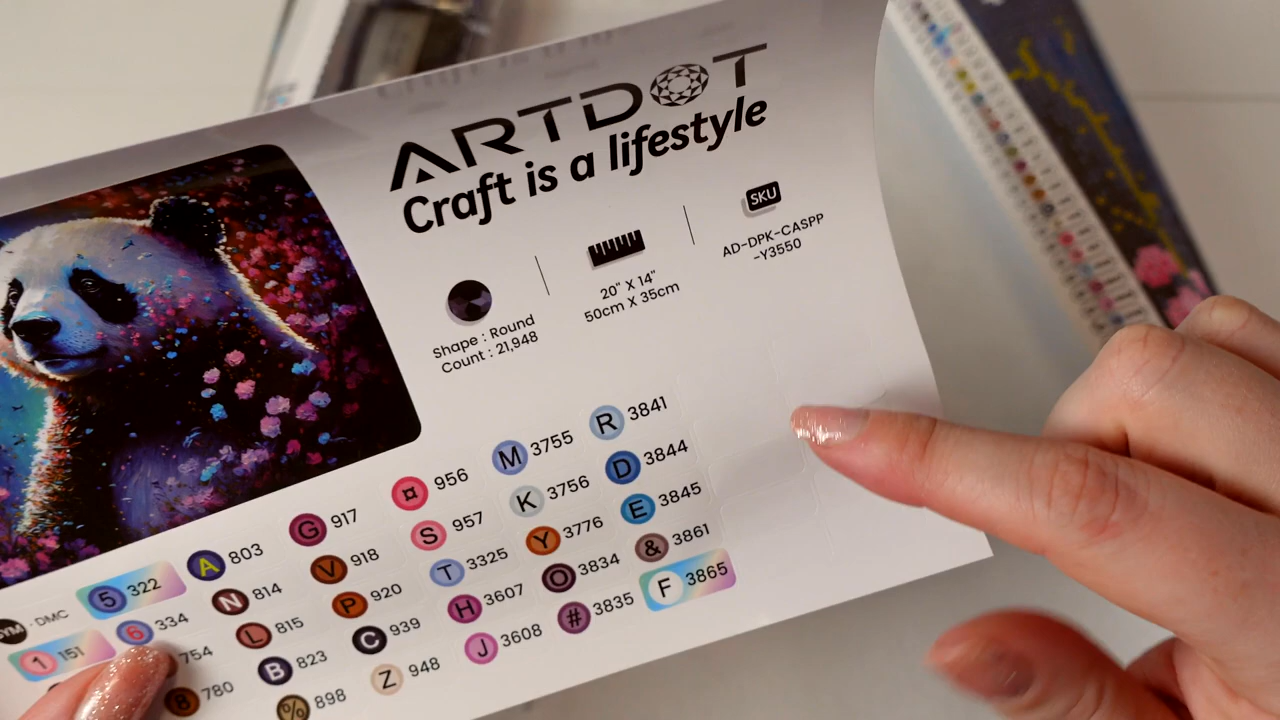 ARTDOT
Craft is a lifestyle
Shape : Round
Count : 21,948
20" X 14"
50cm X 35cm
SKU
AD-DPK-CASPP
-Y3550
DMC
1 151
5 322
6 334
754
8 780
A 803
N 814
L 815
B 823
% 898
G 917
V 918
P 920
C 939
Z 948
¤ 956
S 957
T 3325
H 3607
J 3608
M 3755
K 3756
Y 3776
O 3834
# 3835
R 3841
D 3844
E 3845
& 3861
F 3865